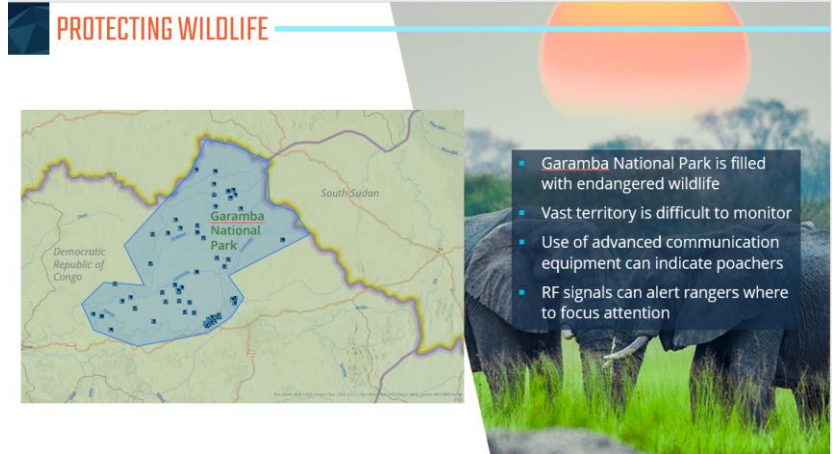 PROTECTING WILDLIFE
South Sudan
Garamba
National
Park
Democratic
Republic of
Congo
Garamba National Park is filled
with endangered wildlife
Vast territory is difficult to monitor
Use of advanced communication
equipment can indicate poachers
RF signals can alert rangers where
to focus attention